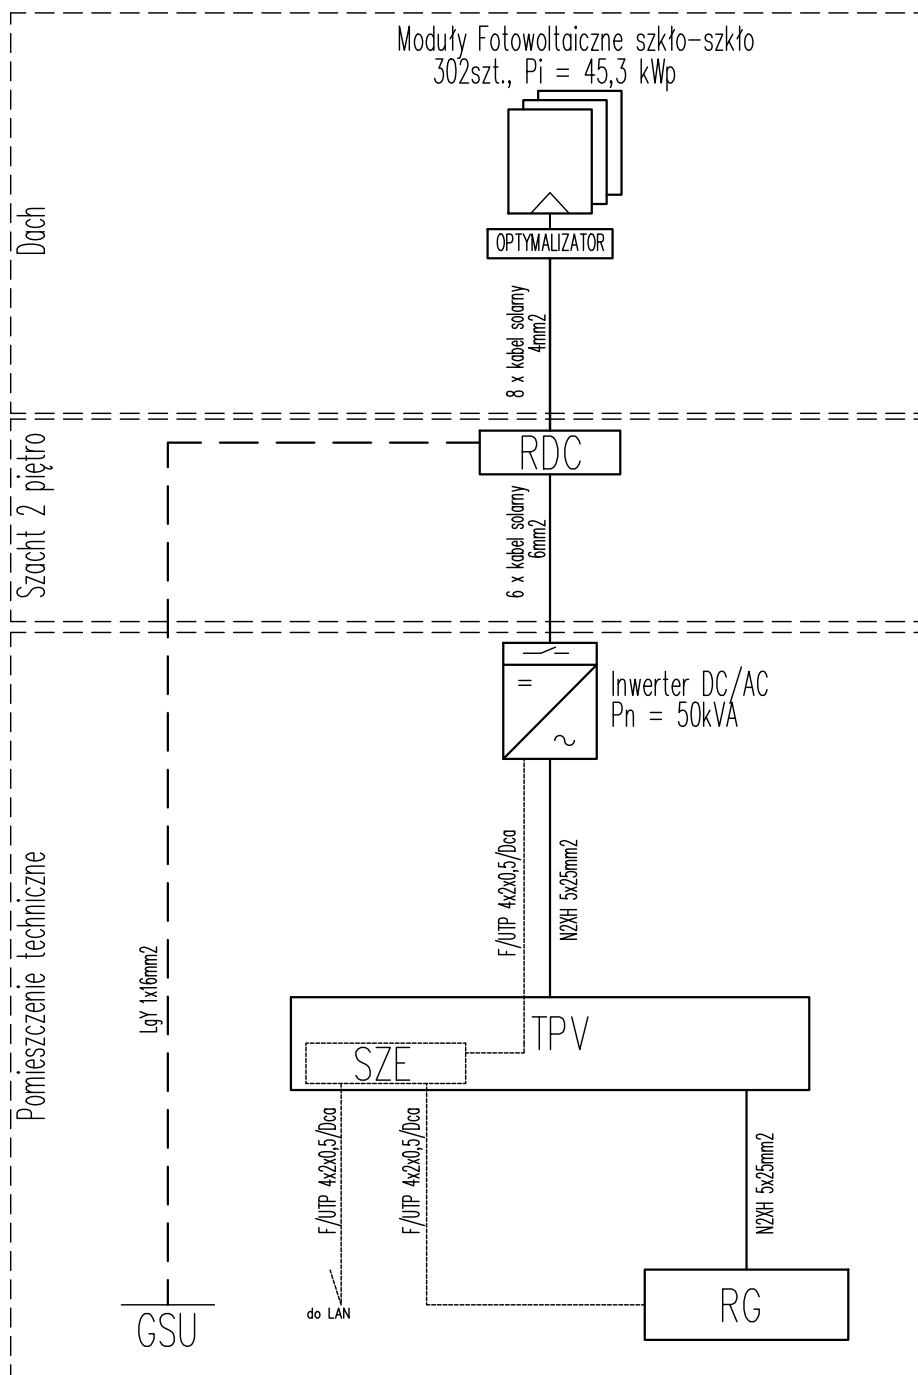 Moduły Fotowoltaiczne szkło-szkło
302szt., Pi = 45,3 kWp
Dach
OPTYMALIZATOR
8 x kabel solarny
4mm2
Szacht 2 piętro
RDC
6 x kabel solarny
6mm2
Inwerter DC/AC
Pn = 50kVA
Pomieszczenie techniczne
F/UTP 4x2x0,5/Dca
N2XH 5x25mm2
LgY 1x16mm2
TPV
SZE
F/UTP 4x2x0,5/Dca
F/UTP 4x2x0,5/Dca
N2XH 5x25mm2
do LAN
RG
GSU